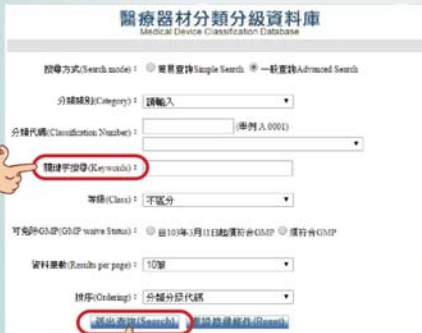 醫療器材分類分級資料庫
Medical Device Classification Database
搜尋方式(Search mode)： 簡易查詢Simple Search 一般查詢Advanced Search
分類類別(Category)： 請輸入
分類代碼(Classification Number)： (舉例 A.0001)
關鍵字搜尋(Keywords)：
等級(Class)： 不區分
可免除GMP(GMP waive Status)： 自103年3月11日起須符合GMP 須符合GMP
資料筆數(Results per page)： 10筆
排序(Ordering)： 分類分級代碼
送出查詢(Search) 重設搜尋條件(Reset)